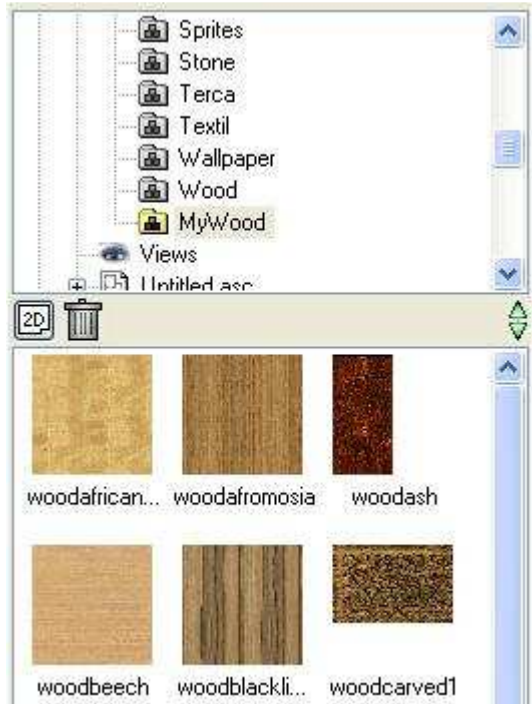 Sprites
Stone
Terca
Textil
Wallpaper
Wood
MyWood
Views
Untitled.asc
2D
woodafrican... woodafromosia woodash
woodbeech woodblackli... woodcarved1